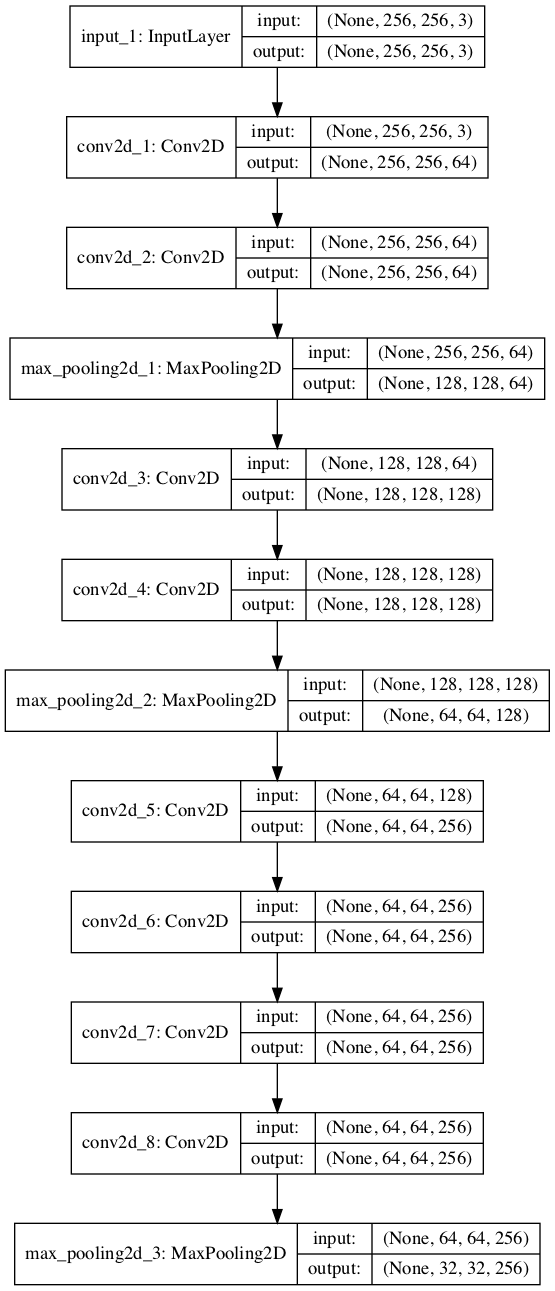 input_1: InputLayer
input:
(None, 256, 256, 3)
output:
(None, 256, 256, 3)
conv2d_1: Conv2D
input:
(None, 256, 256, 3)
output:
(None, 256, 256, 64)
conv2d_2: Conv2D
input:
(None, 256, 256, 64)
output:
(None, 256, 256, 64)
max_pooling2d_1: MaxPooling2D
input:
(None, 256, 256, 64)
output:
(None, 128, 128, 64)
conv2d_3: Conv2D
input:
(None, 128, 128, 64)
output:
(None, 128, 128, 128)
conv2d_4: Conv2D
input:
(None, 128, 128, 128)
output:
(None, 128, 128, 128)
max_pooling2d_2: MaxPooling2D
input:
(None, 128, 128, 128)
output:
(None, 64, 64, 128)
conv2d_5: Conv2D
input:
(None, 64, 64, 128)
output:
(None, 64, 64, 256)
conv2d_6: Conv2D
input:
(None, 64, 64, 256)
output:
(None, 64, 64, 256)
conv2d_7: Conv2D
input:
(None, 64, 64, 256)
output:
(None, 64, 64, 256)
conv2d_8: Conv2D
input:
(None, 64, 64, 256)
output:
(None, 64, 64, 256)
max_pooling2d_3: MaxPooling2D
input:
(None, 64, 64, 256)
output:
(None, 32, 32, 256)